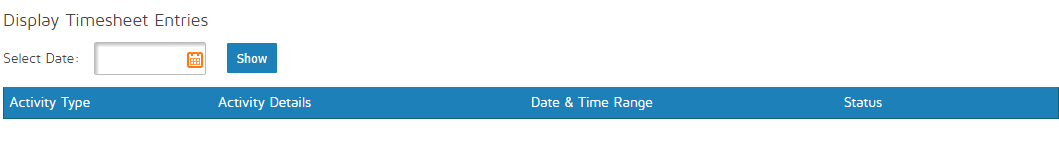 Display Timesheet Entries
Select Date: Show
Activity Type Activity Details Date & Time Range Status